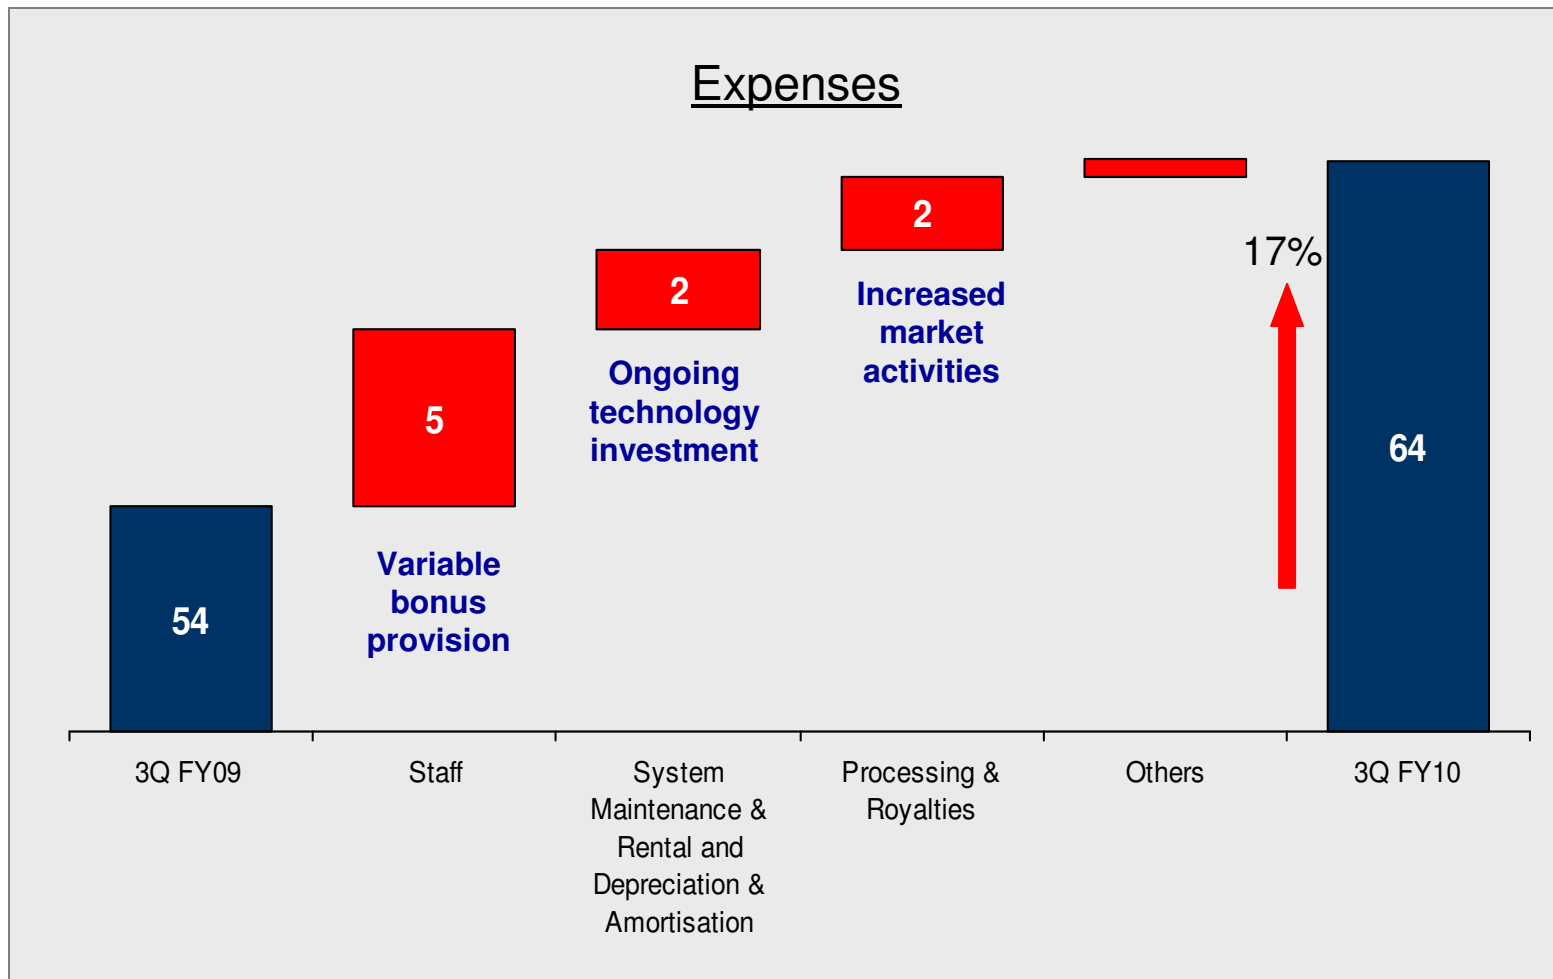 Expenses
2
17%
2
Increased
market
activities
Ongoing
technology
investment
5
64
Variable
bonus
provision
54
3Q FY09
Staff
System
Maintenance &
Rental and
Depreciation &
Amortisation
Processing &
Royalties
Others
3Q FY10